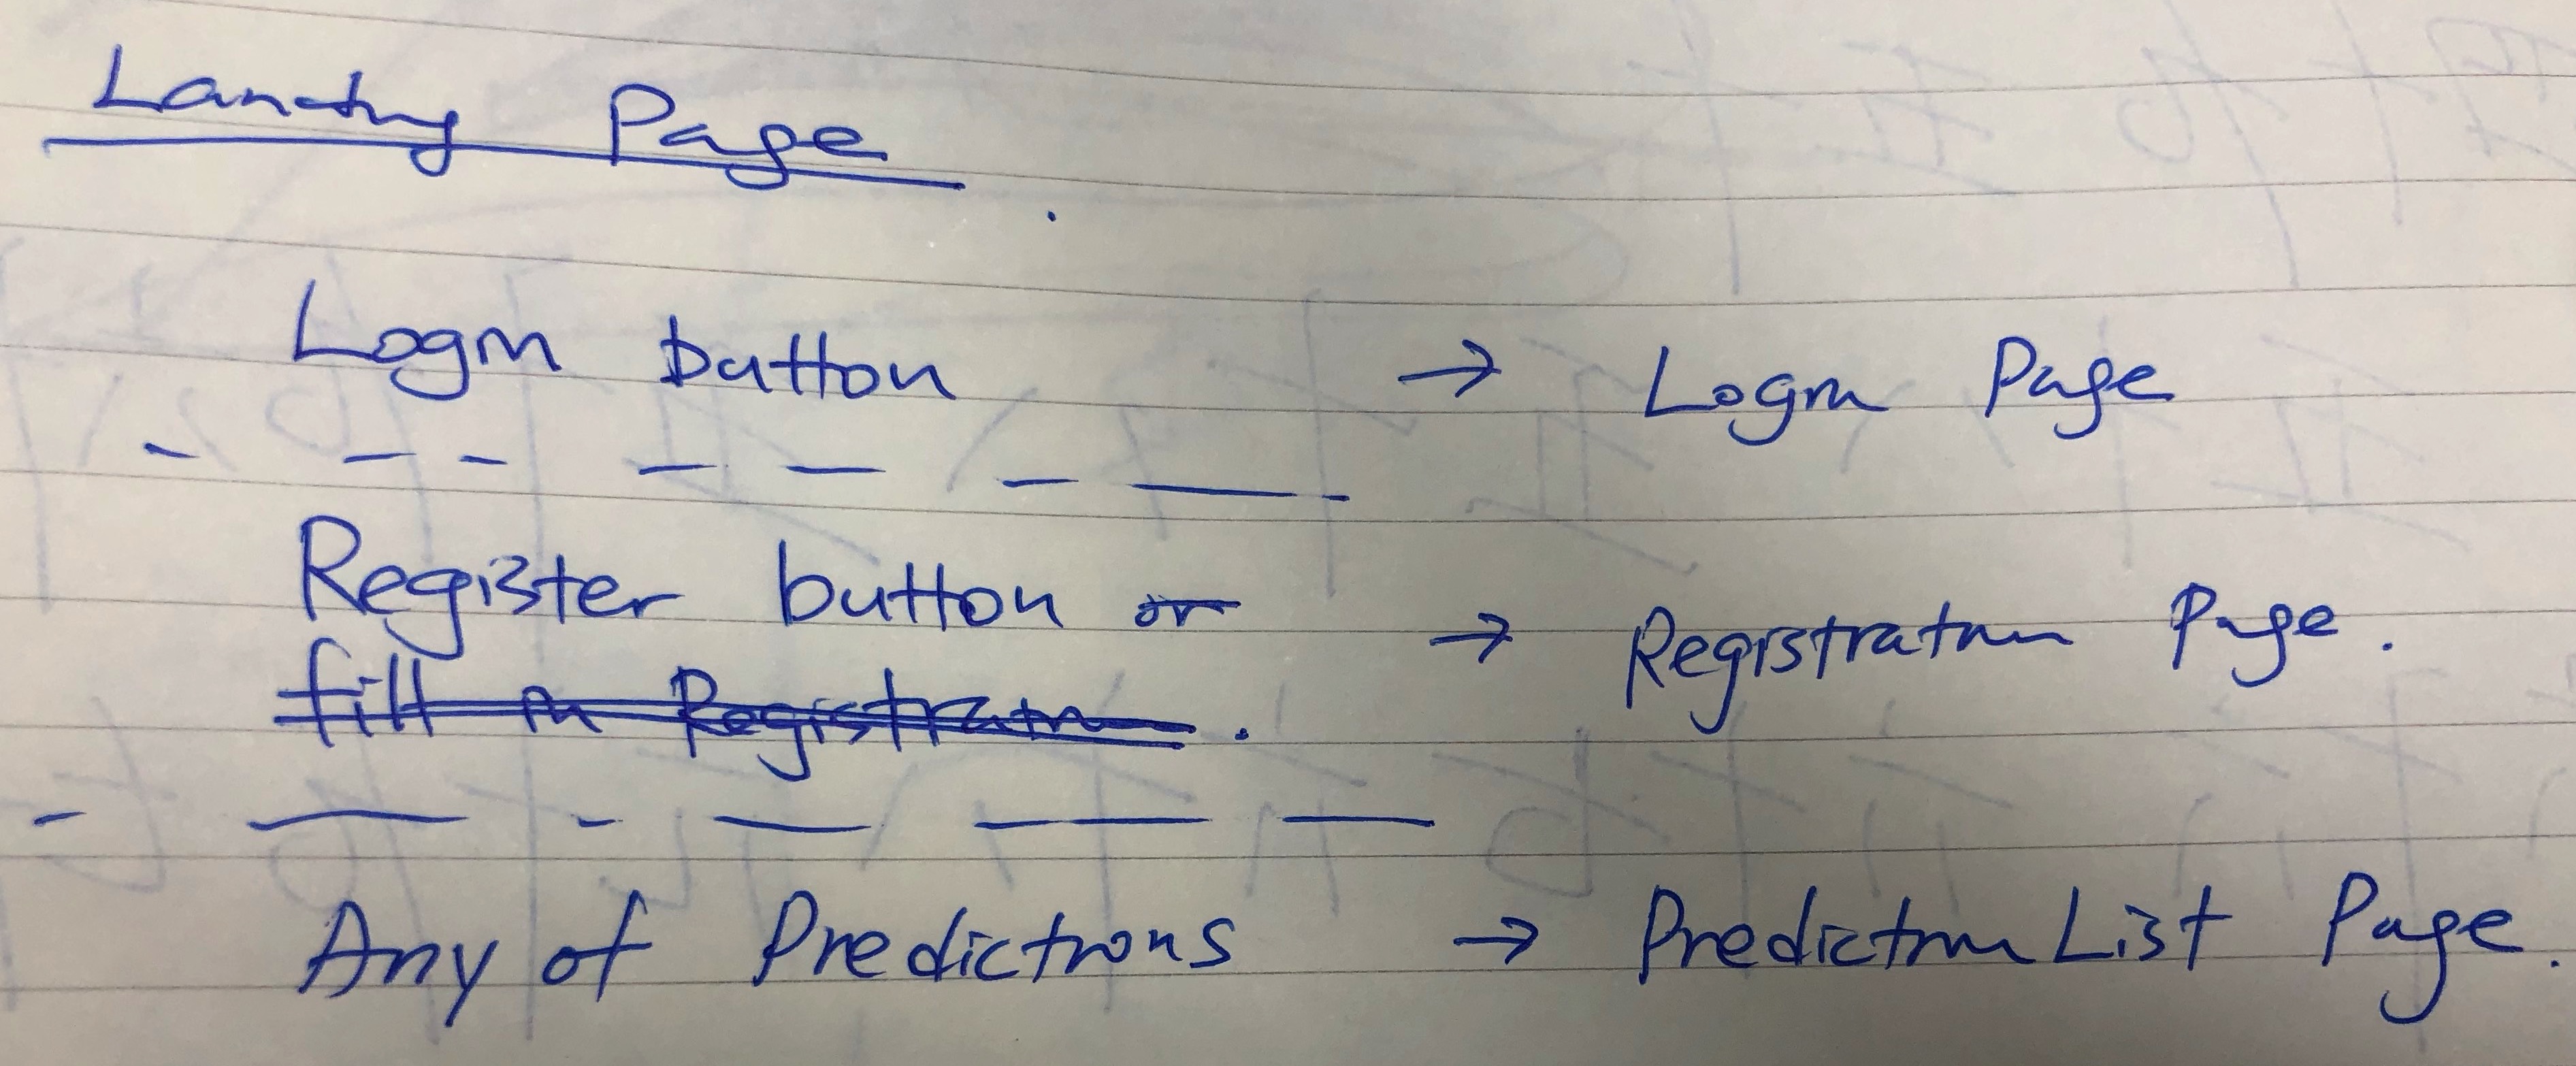 Landing Page
Login button → Login Page
Register button or → Registration Page.
fill in Registration.
Any of Predictions → Prediction List Page.